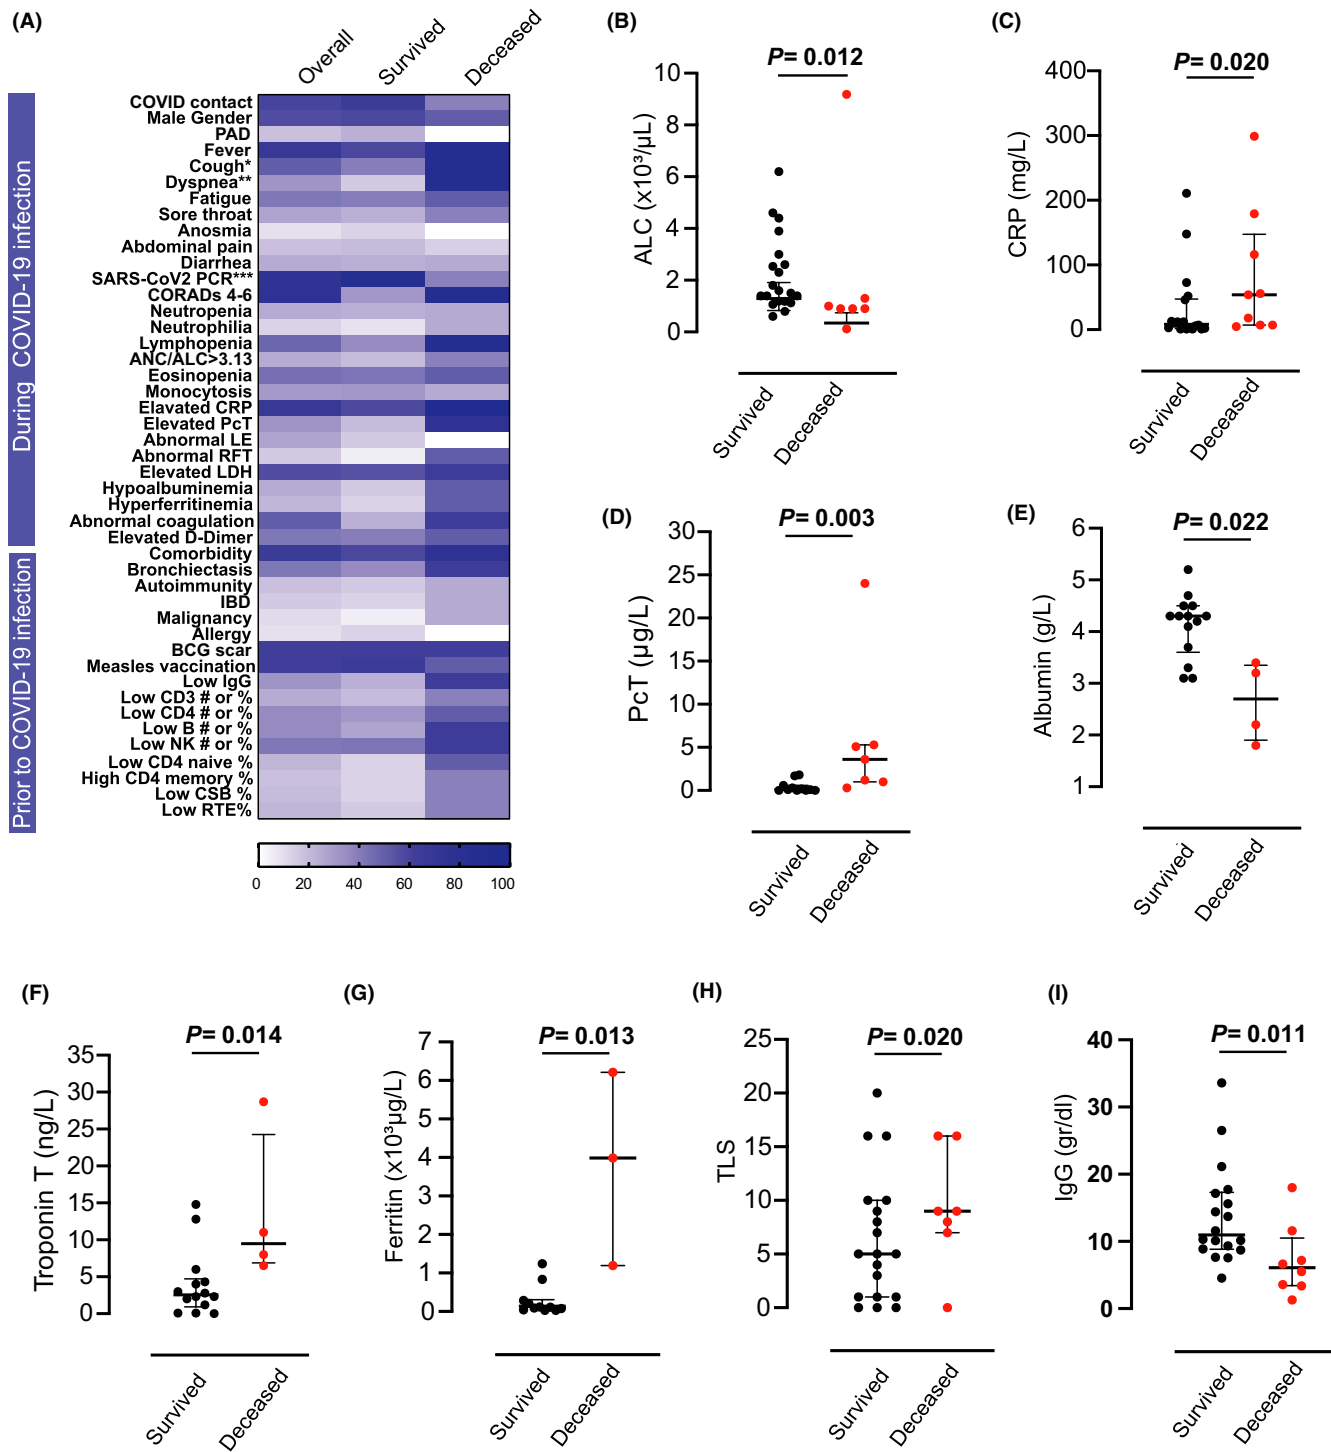 (A)
Overall
Survived
Deceased
During COVID-19 infection
Prior to COVID-19 infection
COVID contact
Male Gender
PAD
Fever
Cough*
Dyspnea**
Fatigue
Sore throat
Anosmia
Abdominal pain
Diarrhea
SARS-CoV2 PCR***
CORADs 4-6
Neutropenia
Neutrophilia
Lymphopenia
ANC/ALC>3.13
Eosinopenia
Monocytosis
Elavated CRP
Elevated PcT
Abnormal LE
Abnormal RFT
Elevated LDH
Hypoalbuminemia
Hyperferritinemia
Abnormal coagulation
Elevated D-Dimer
Comorbidity
Bronchiectasis
Autoimmunity
IBD
Malignancy
Allergy
BCG scar
Measles vaccination
Low IgG
Low CD3 # or %
Low CD4 # or %
Low B # or %
Low NK # or %
Low CD4 naive %
High CD4 memory %
Low CSB %
Low RTE%
0 20 40 60 80 100
(B)
P= 0.012
ALC (x10³/µL)
10
8
6
4
2
0
Survived
Deceased
(C)
P= 0.020
CRP (mg/L)
400
300
200
100
0
Survived
Deceased
(D)
P= 0.003
PcT (µg/L)
30
25
20
15
10
5
0
Survived
Deceased
(E)
P= 0.022
Albumin (g/L)
6
5
4
3
2
1
Survived
Deceased
(F)
P= 0.014
Troponin T (ng/L)
35
30
25
20
15
10
5
0
Survived
Deceased
(G)
P= 0.013
Ferritin (x10³µg/L)
7
6
5
4
3
2
1
0
Survived
Deceased
(H)
P= 0.020
TLS
25
20
15
10
5
0
Survived
Deceased
(I)
P= 0.011
IgG (gr/dl)
40
30
20
10
0
Survived
Deceased